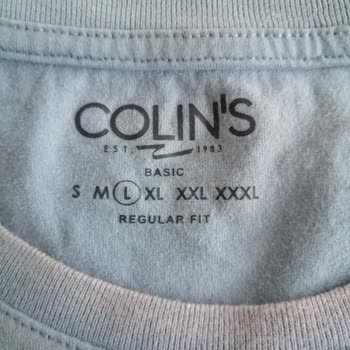 COLIN'S
EST. 1983
BASIC
S M L XL XXL XXXL
REGULAR FIT